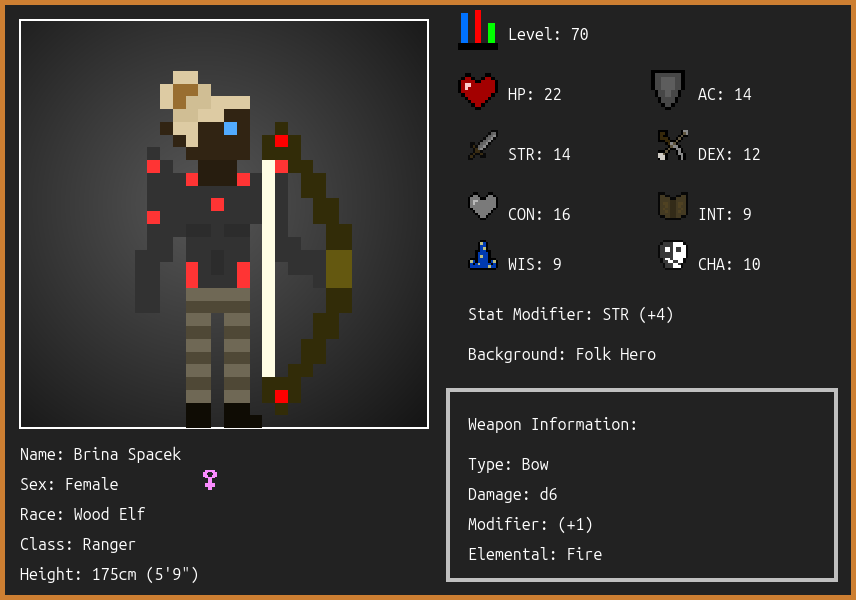 Level: 70
HP: 22
AC: 14
STR: 14
DEX: 12
CON: 16
INT: 9
WIS: 9
CHA: 10
Stat Modifier: STR (+4)
Background: Folk Hero
Weapon Information:
Type: Bow
Damage: d6
Modifier: (+1)
Elemental: Fire
Name: Brina Spacek
Sex: Female
Race: Wood Elf
Class: Ranger
Height: 175cm (5'9")